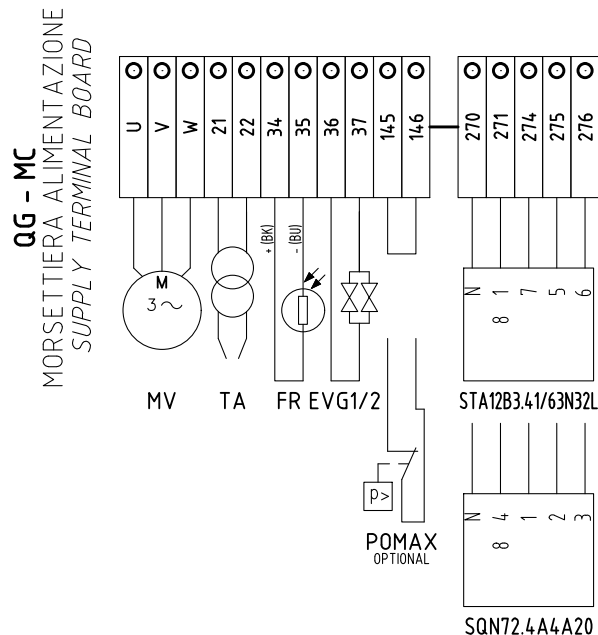 QG - MC
MORSETTIERA ALIMENTAZIONE
SUPPLY TERMINAL BOARD
U V W 21 22 34 35 36 37 145 146 270 271 274 275 276
+ (BK) - (BU)
M
3~
N 8 1 7 5 6
MV TA FR EVG1/2 STA12B3.41/63N32L
P>
POMAX
OPTIONAL
N 8 4 1 2 3
SQN72.4A4A20